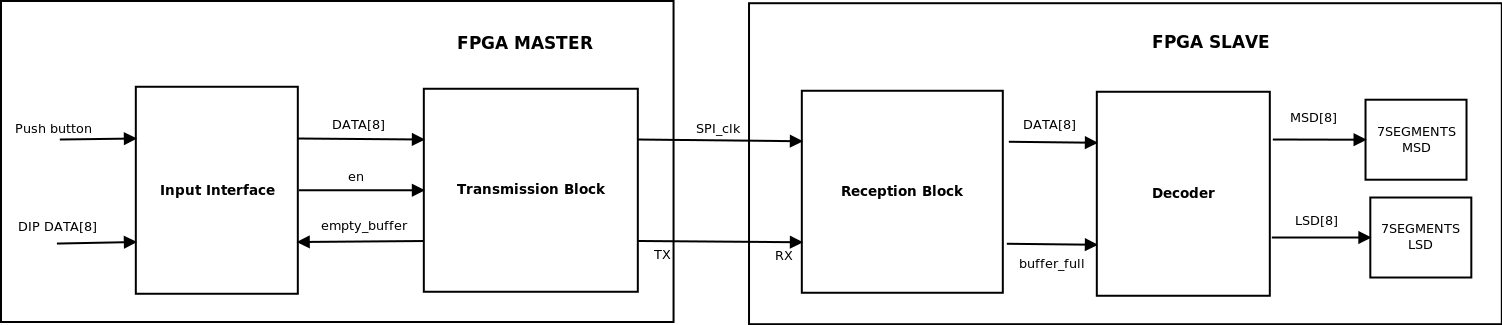 FPGA MASTER
Push button
DIP DATA[8]
Input Interface
DATA[8]
en
empty_buffer
Transmission Block
SPI_clk
TX
RX
FPGA SLAVE
Reception Block
DATA[8]
buffer_full
Decoder
MSD[8]
LSD[8]
7SEGMENTS
MSD
7SEGMENTS
LSD